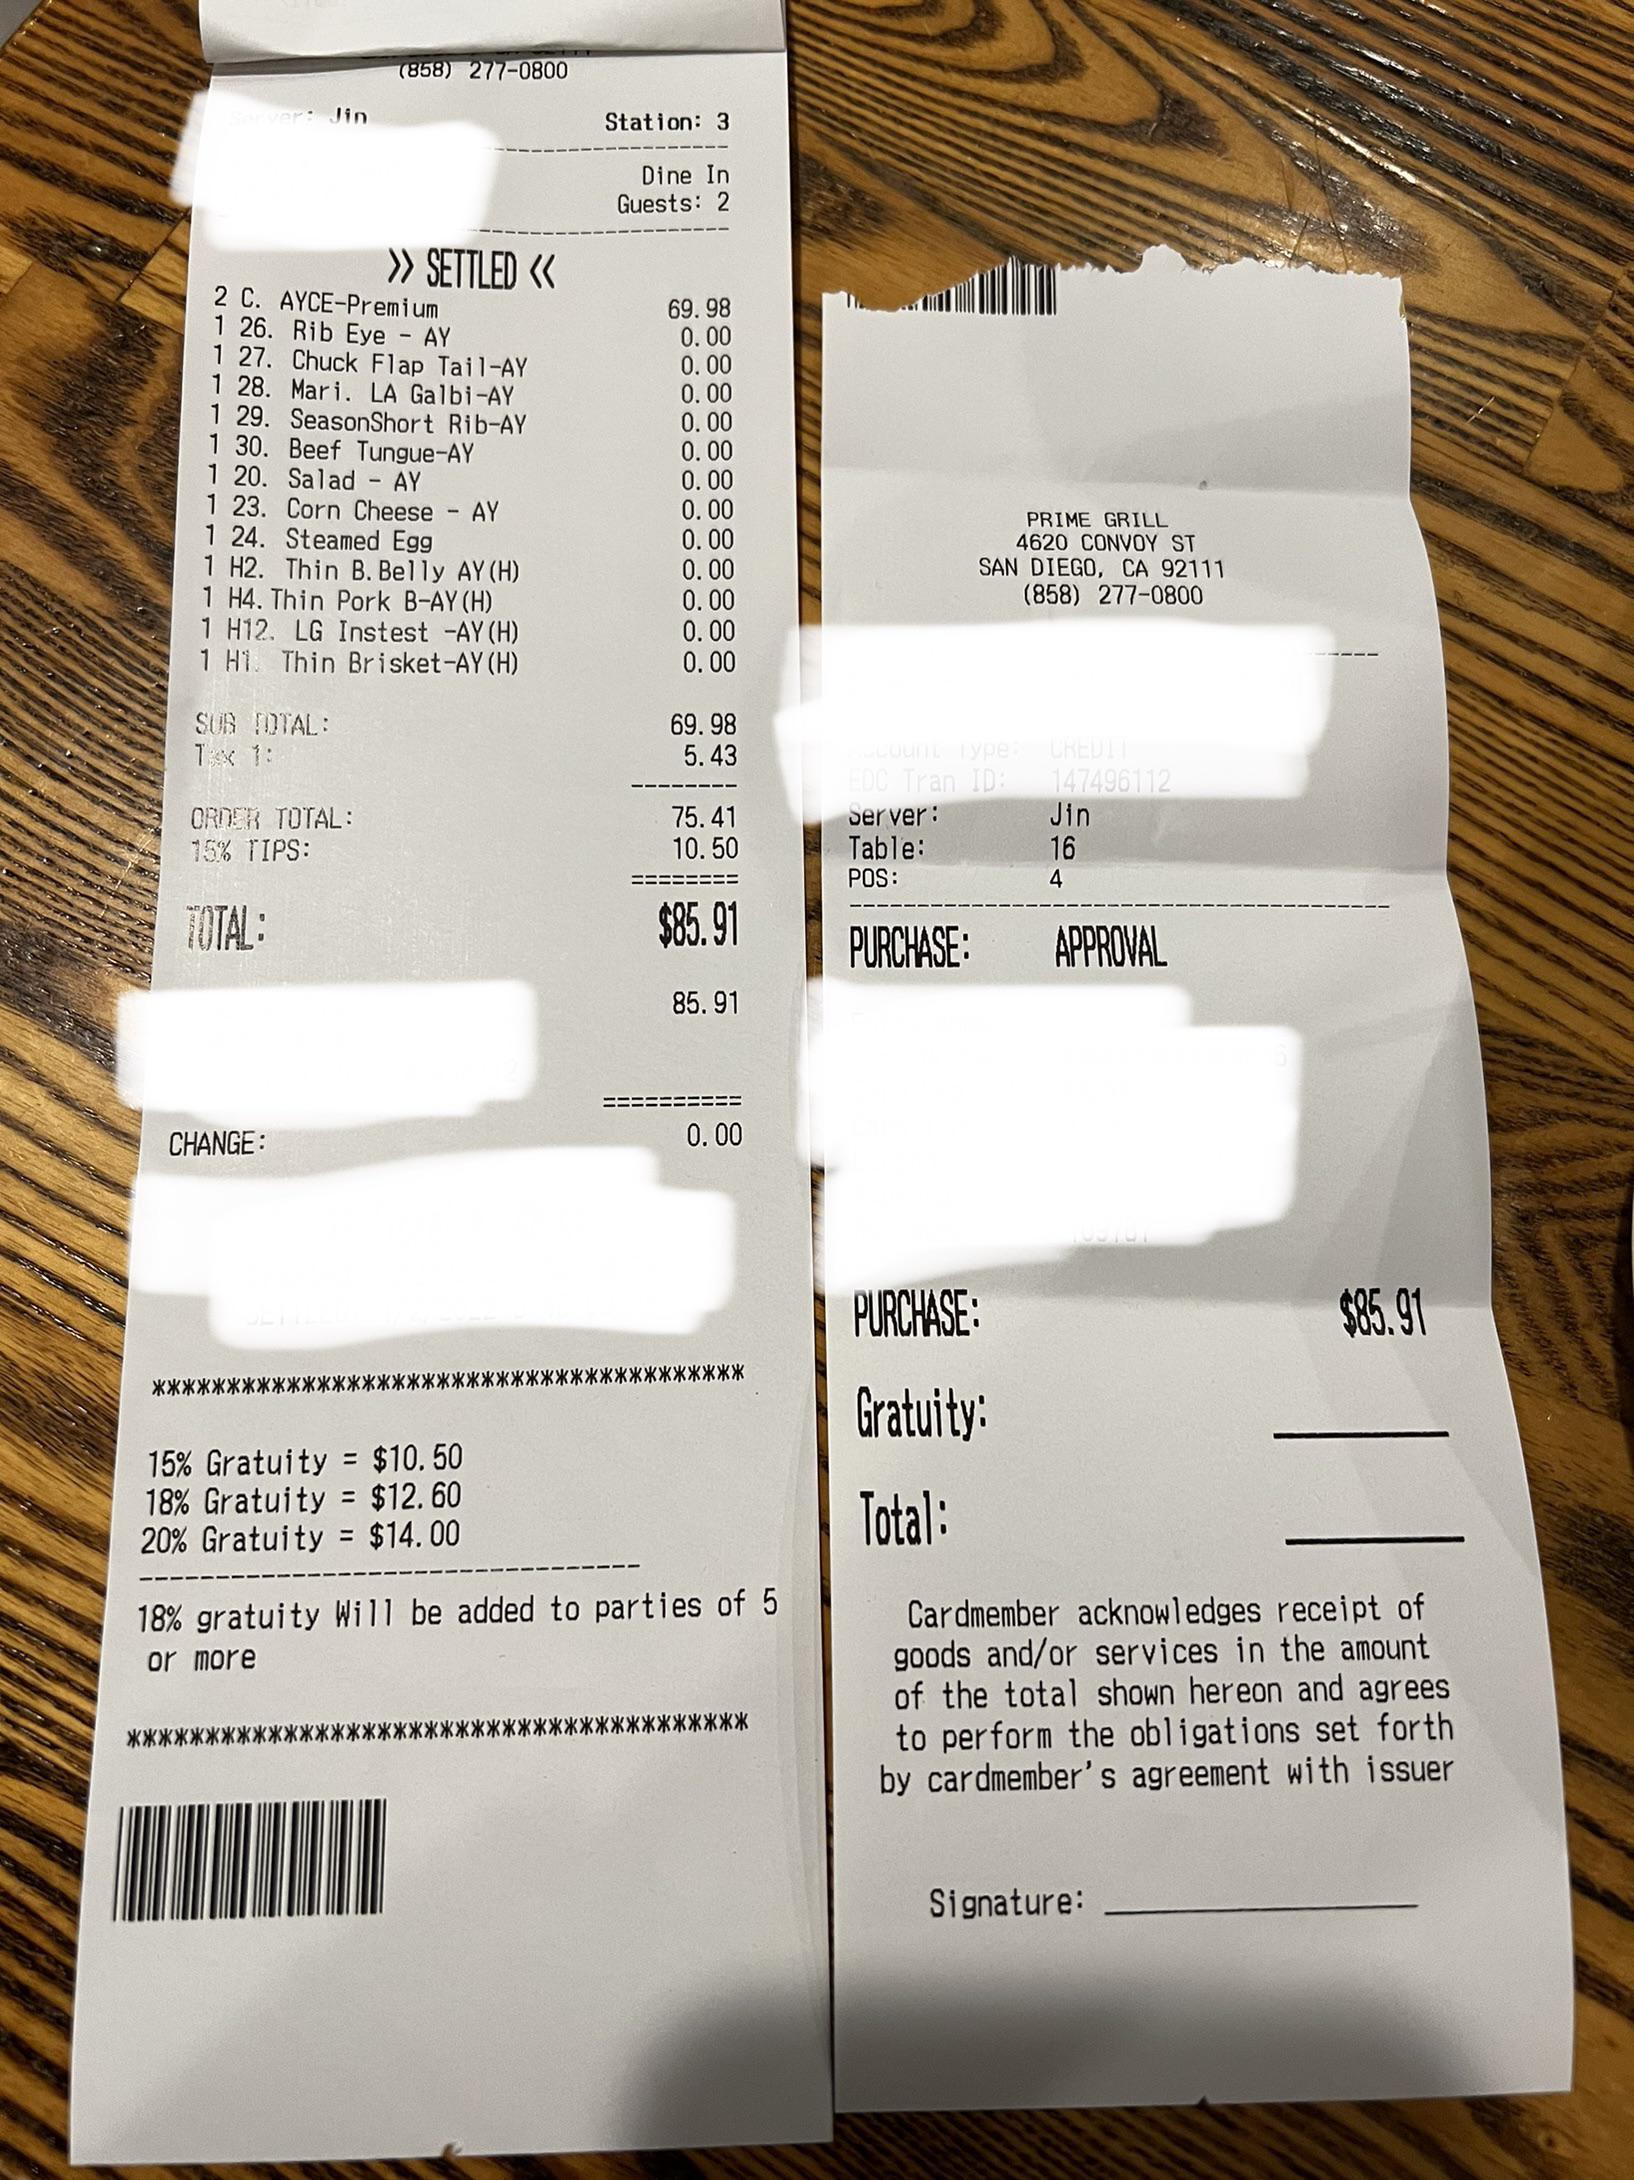 (858) 277-0800
Server: Jin Station: 3
Dine In
Guests: 2
>> SETTLED <<
2 C. AYCE-Premium 69.98
1 26. Rib Eye - AY 0.00
1 27. Chuck Flap Tail-AY 0.00
1 28. Mari. LA Galbi-AY 0.00
1 29. SeasonShort Rib-AY 0.00
1 30. Beef Tungue-AY 0.00
1 20. Salad - AY 0.00
1 23. Corn Cheese - AY 0.00
1 24. Steamed Egg 0.00
1 H2. Thin B.Belly AY(H) 0.00
1 H4. Thin Pork B-AY(H) 0.00
1 H12. LG Instest -AY(H) 0.00
1 H1. Thin Brisket-AY(H) 0.00
SUB TOTAL: 69.98
Tax 1: 5.43
ORDER TOTAL: 75.41
15% TIPS: 10.50
TOTAL: $85.91
85.91
CHANGE: 0.00
15% Gratuity = $10.50
18% Gratuity = $12.60
20% Gratuity = $14.00
18% gratuity Will be added to parties of 5
or more
PRIME GRILL
4620 CONVOY ST
SAN DIEGO, CA 92111
(858) 277-0800
Account Type: CREDIT
EDC Tran ID: 147496112
Server: Jin
Table: 16
POS: 4
PURCHASE: APPROVAL
PURCHASE: $85.91
Gratuity:
Total:
Cardmember acknowledges receipt of
goods and/or services in the amount
of the total shown hereon and agrees
to perform the obligations set forth
by cardmember's agreement with issuer
Signature: